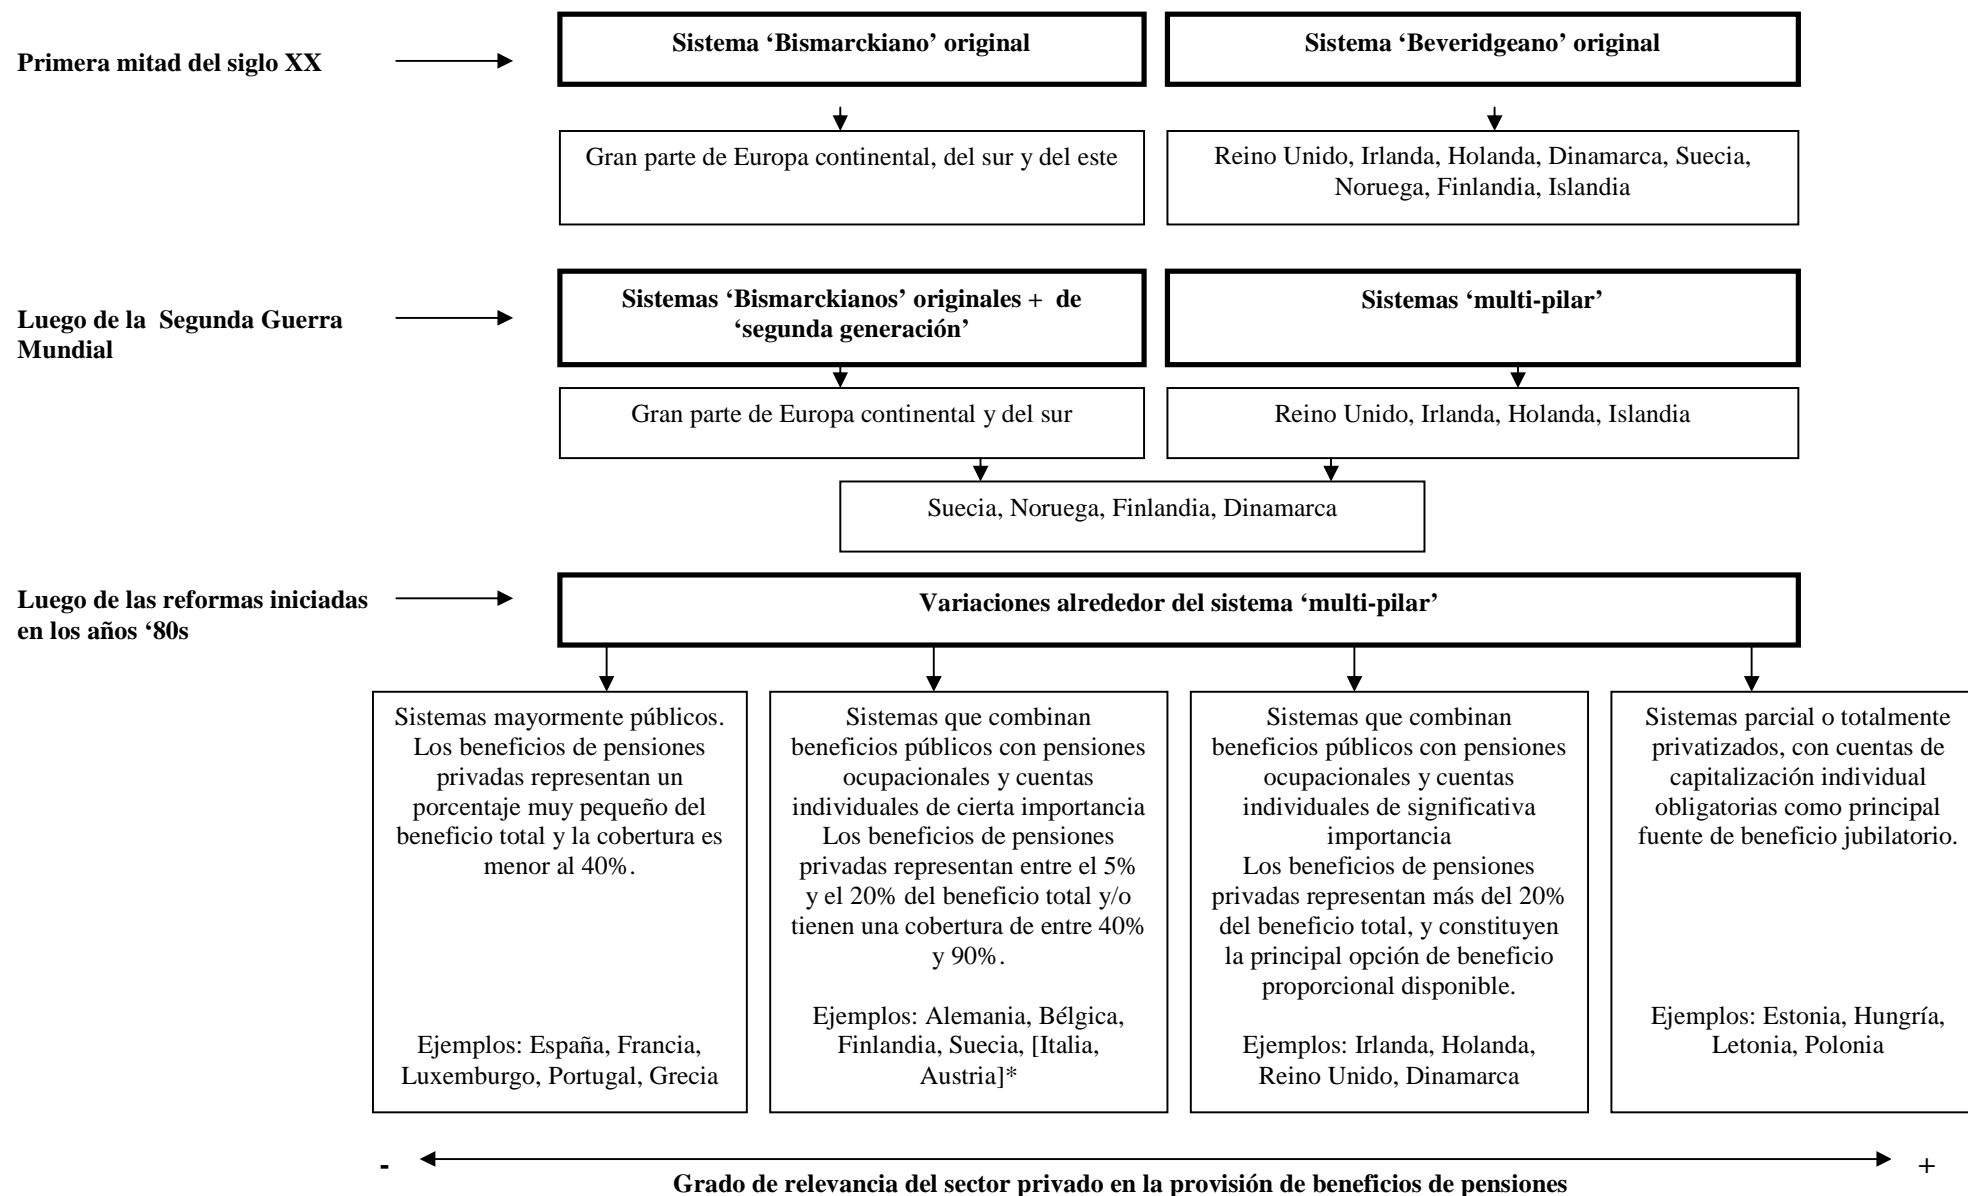 Primera mitad del siglo XX
Sistema ‘Bismarckiano’ original
Sistema ‘Beveridgeano’ original
Gran parte de Europa continental, del sur y del este
Reino Unido, Irlanda, Holanda, Dinamarca, Suecia,
Noruega, Finlandia, Islandia
Luego de la Segunda Guerra
Mundial
Sistemas ‘Bismarckianos’ originales + de
‘segunda generación’
Sistemas ‘multi-pilar’
Gran parte de Europa continental y del sur
Reino Unido, Irlanda, Holanda, Islandia
Suecia, Noruega, Finlandia, Dinamarca
Luego de las reformas iniciadas
en los años ‘80s
Variaciones alrededor del sistema ‘multi-pilar’
Sistemas mayormente públicos.
Los beneficios de pensiones
privadas representan un
porcentaje muy pequeño del
beneficio total y la cobertura es
menor al 40%.
Ejemplos: España, Francia,
Luxemburgo, Portugal, Grecia
Sistemas que combinan
beneficios públicos con pensiones
ocupacionales y cuentas
individuales de cierta importancia
Los beneficios de pensiones
privadas representan entre el 5%
y el 20% del beneficio total y/o
tienen una cobertura de entre 40%
y 90%.
Ejemplos: Alemania, Bélgica,
Finlandia, Suecia, [Italia,
Austria]*
Sistemas que combinan
beneficios públicos con pensiones
ocupacionales y cuentas
individuales de significativa
importancia
Los beneficios de pensiones
privadas representan más del 20%
del beneficio total, y constituyen
la principal opción de beneficio
proporcional disponible.
Ejemplos: Irlanda, Holanda,
Reino Unido, Dinamarca
Sistemas parcial o totalmente
privatizados, con cuentas de
capitalización individual
obligatorias como principal
fuente de beneficio jubilatorio.
Ejemplos: Estonia, Hungría,
Letonia, Polonia
-
+
Grado de relevancia del sector privado en la provisión de beneficios de pensiones